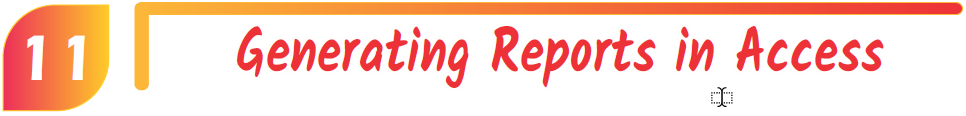 11
Generating Reports in Access